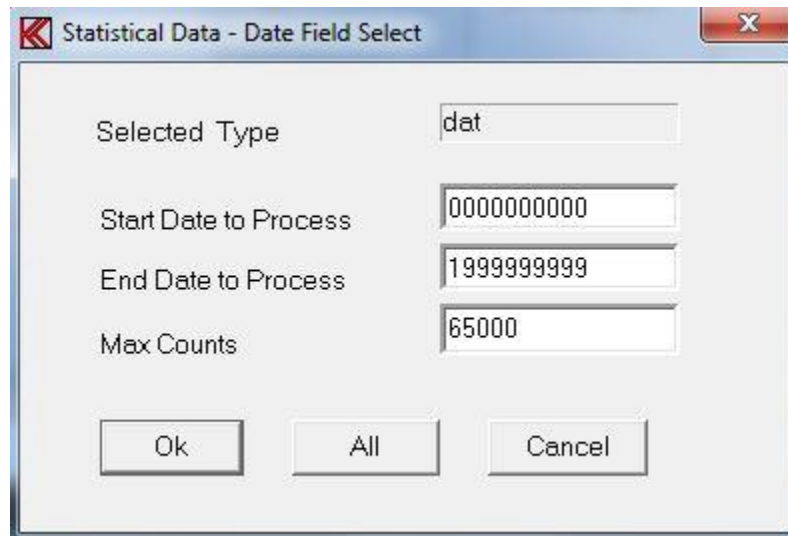 Statistical Data - Date Field Select
Selected Type dat
Start Date to Process 0000000000
End Date to Process 1999999999
Max Counts 65000
Ok All Cancel